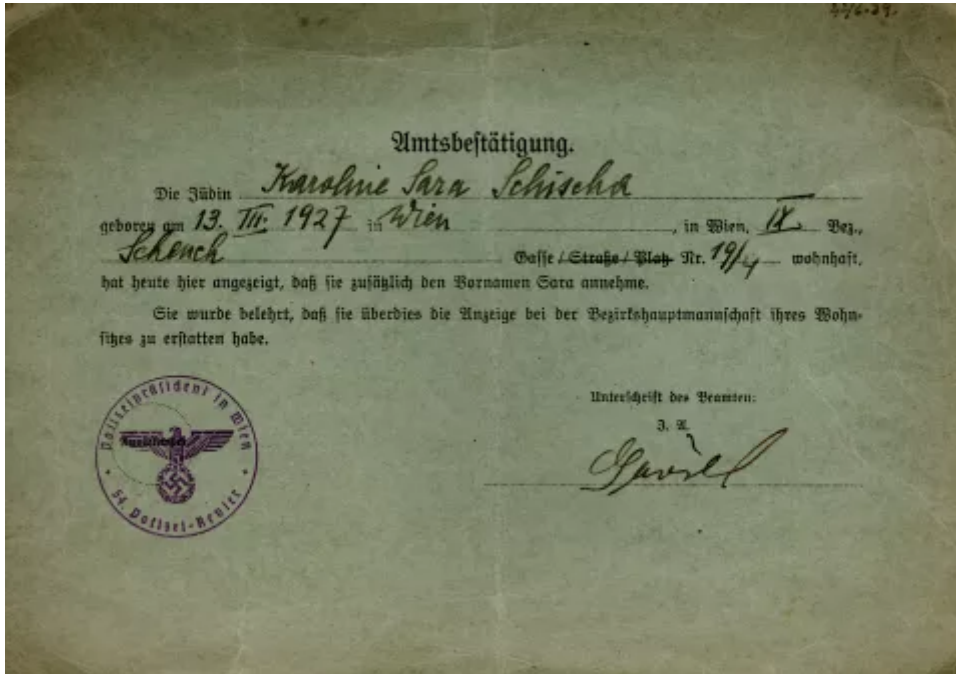 Amtsbestätigung.
Die Jüdin Karoline Sara Schischa
geboren am 13. III. 1927 in Wien, in Wien, IX. Bez.,
Schench Gasse / Straße / Platz Nr. 19/4 wohnhaft,
hat heute hier angezeigt, daß sie zusätzlich den Vornamen Sara annehme.
Sie wurde belehrt, daß sie überdies die Anzeige bei der Bezirkshauptmannschaft ihres Wohn-
sitzes zu erstatten habe.
Unterschrift des Beamten:
J. A.
Polizeipräsident in Wien
54. Polizei-Revier